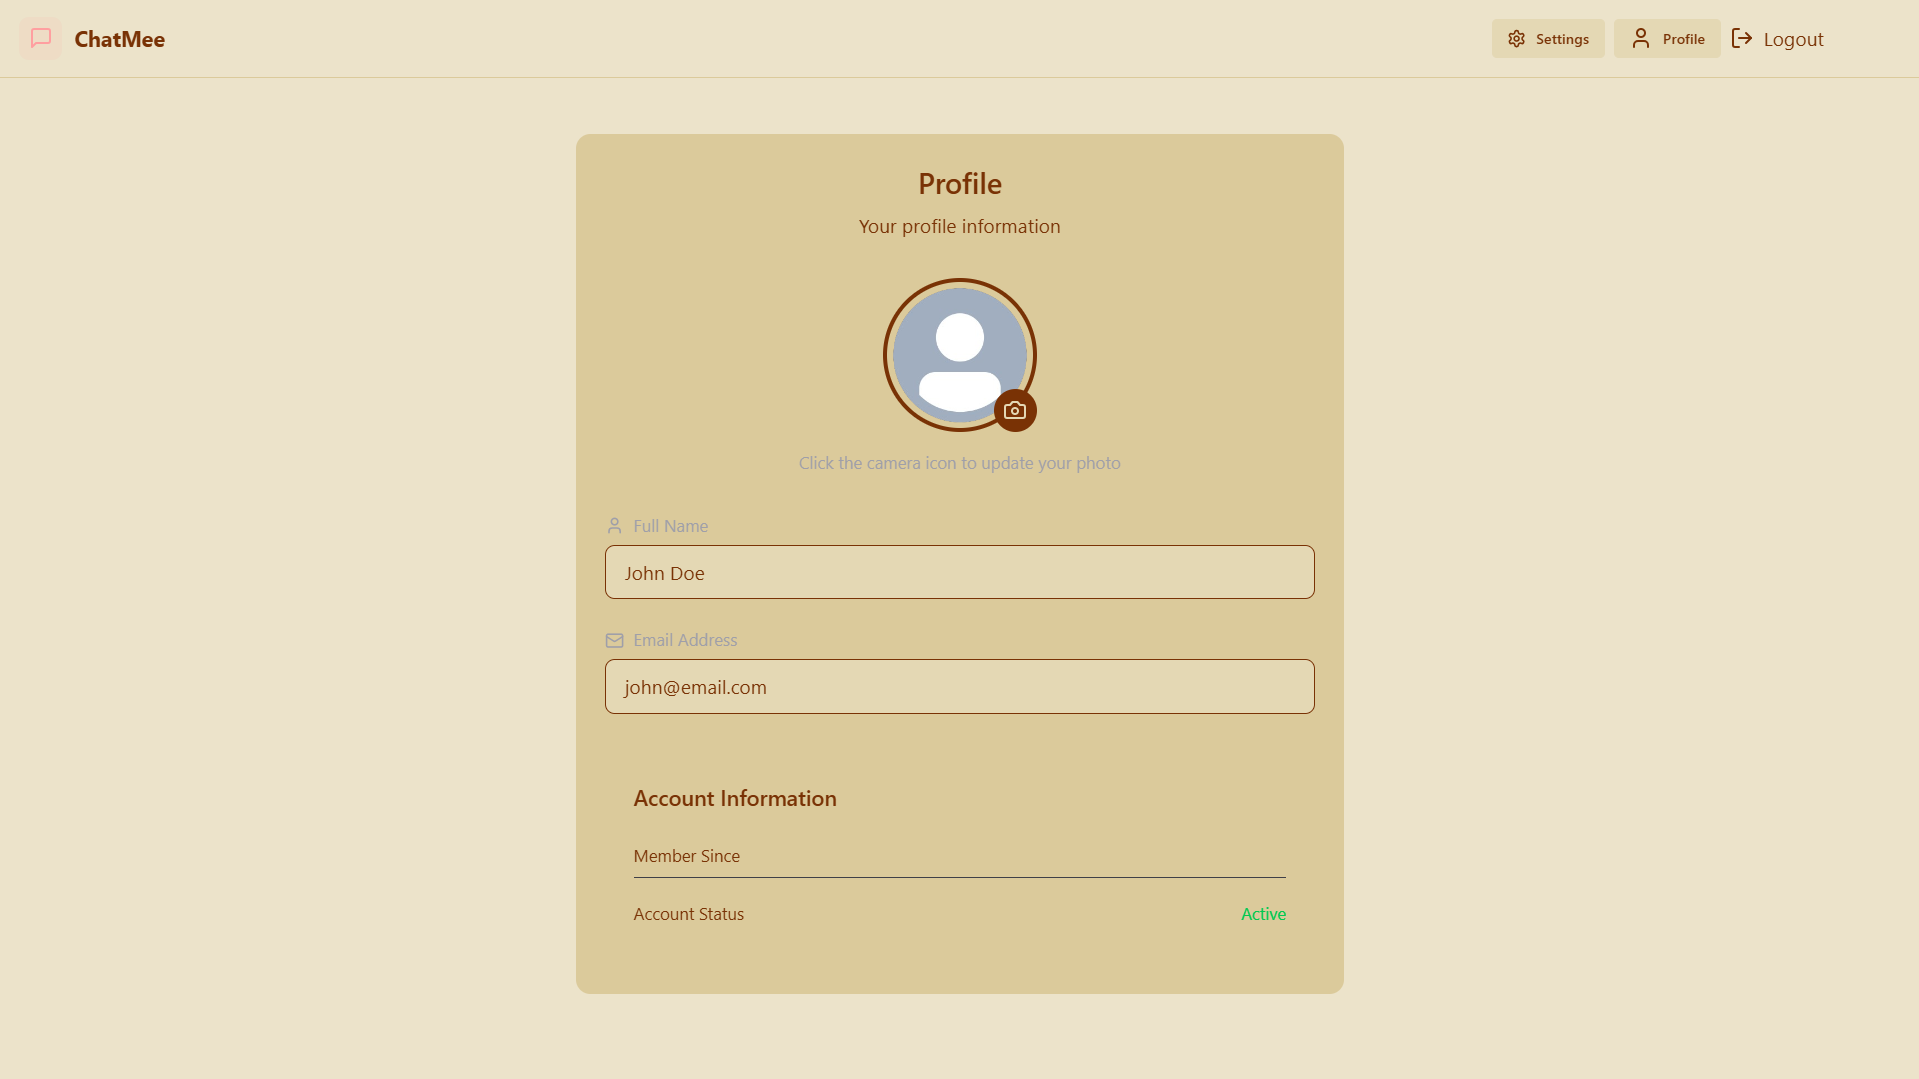 ChatMee
Settings
Profile
Logout
Profile
Your profile information
Click the camera icon to update your photo
Full Name
John Doe
Email Address
john@email.com
Account Information
Member Since
Account Status
Active